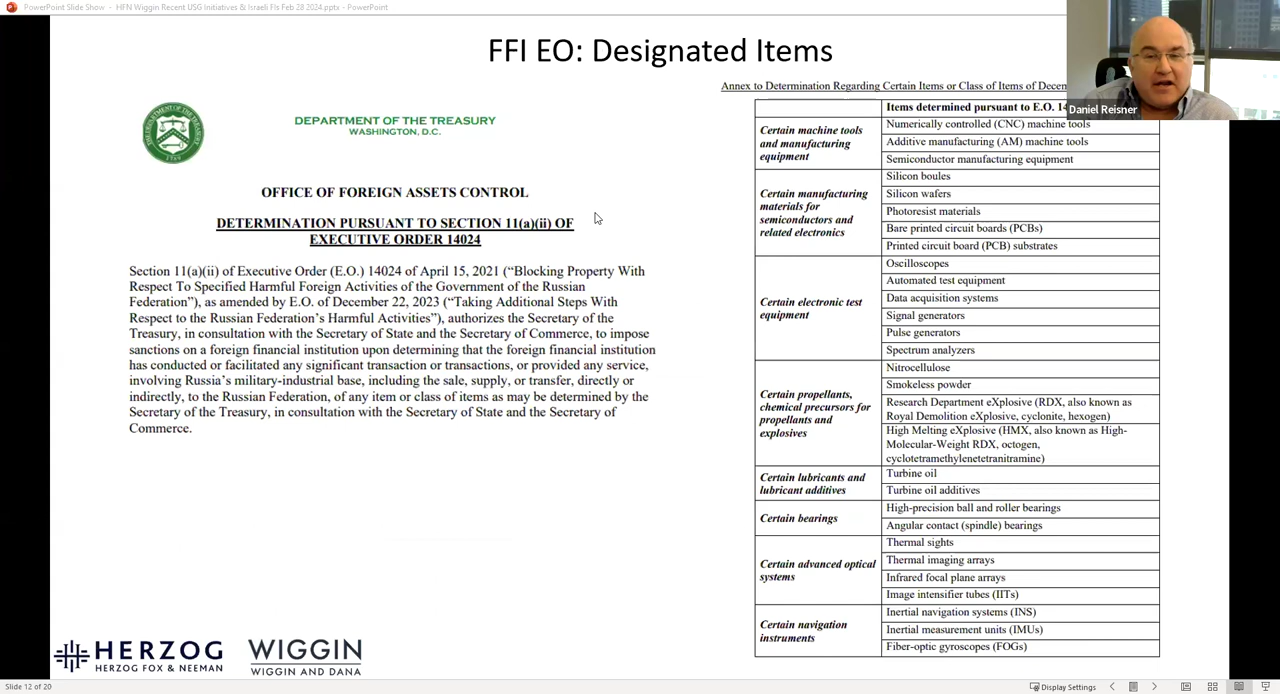 PowerPoint Slide Show - HFN Wiggin Recent USG Initiatives & Israeli FIs Feb 28 2024.pptx - PowerPoint
FFI EO: Designated Items
Daniel Reisner
DEPARTMENT OF THE TREASURY
WASHINGTON, D.C.
OFFICE OF FOREIGN ASSETS CONTROL
DETERMINATION PURSUANT TO SECTION 11(a)(ii) OF
EXECUTIVE ORDER 14024
Section 11(a)(ii) of Executive Order (E.O.) 14024 of April 15, 2021 (“Blocking Property With
Respect To Specified Harmful Foreign Activities of the Government of the Russian
Federation”), as amended by E.O. of December 22, 2023 (“Taking Additional Steps With
Respect to the Russian Federation’s Harmful Activities”), authorizes the Secretary of the
Treasury, in consultation with the Secretary of State and the Secretary of Commerce, to impose
sanctions on a foreign financial institution upon determining that the foreign financial institution
has conducted or facilitated any significant transaction or transactions, or provided any service,
involving Russia’s military-industrial base, including the sale, supply, or transfer, directly or
indirectly, to the Russian Federation, of any item or class of items as may be determined by the
Secretary of the Treasury, in consultation with the Secretary of State and the Secretary of
Commerce.
Annex to Determination Regarding Certain Items or Class of Items of
Items determined pursuant to E.O.
Certain machine tools
and manufacturing
equipment
Numerically controlled (CNC) machine tools
Additive manufacturing (AM) machine tools
Semiconductor manufacturing equipment
Certain manufacturing
materials for
semiconductors and
related electronics
Silicon boules
Silicon wafers
Photoresist materials
Bare printed circuit boards (PCBs)
Printed circuit board (PCB) substrates
Certain electronic test
equipment
Oscilloscopes
Automated test equipment
Data acquisition systems
Signal generators
Pulse generators
Spectrum analyzers
Certain propellants,
chemical precursors for
propellants and
explosives
Nitrocellulose
Smokeless powder
Research Department eXplosive (RDX, also known as
Royal Demolition eXplosive, cyclonite, hexogen)
High Melting eXplosive (HMX, also known as High-
Molecular-Weight RDX, octogen,
cyclotetramethylenetetranitramine)
Certain lubricants and
lubricant additives
Turbine oil
Turbine oil additives
Certain bearings
High-precision ball and roller bearings
Angular contact (spindle) bearings
Certain advanced optical
systems
Thermal sights
Thermal imaging arrays
Infrared focal plane arrays
Image intensifier tubes (IITs)
Certain navigation
instruments
Inertial navigation systems (INS)
Inertial measurement units (IMUs)
Fiber-optic gyroscopes (FOGs)
HERZOG
HERZOG FOX & NEEMAN
WIGGIN
WIGGIN AND DANA
Slide 12 of 20
Display Settings